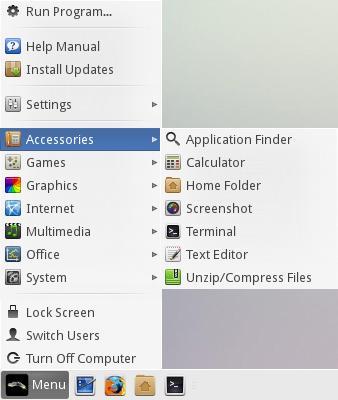 Run Program...
Help Manual
Install Updates
Settings
Accessories
Games
Graphics
Internet
Multimedia
Office
System
Lock Screen
Switch Users
Turn Off Computer
Application Finder
Calculator
Home Folder
Screenshot
Terminal
Text Editor
Unzip/Compress Files
Menu